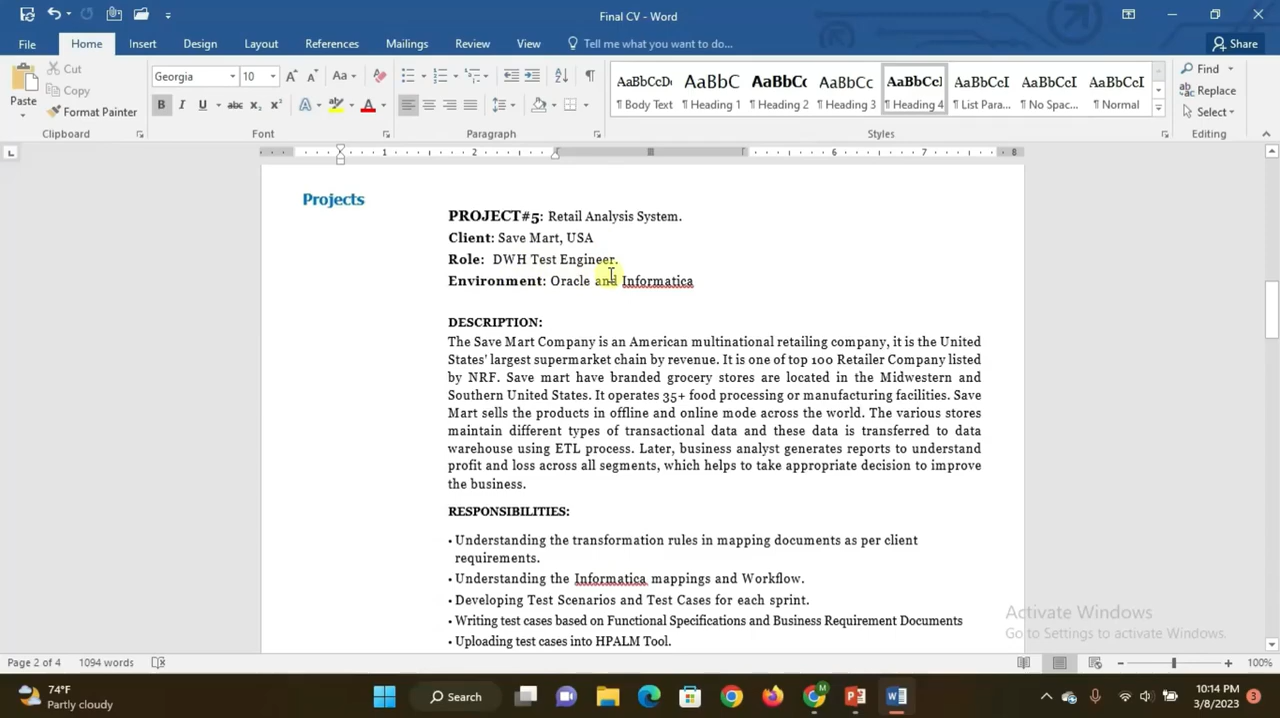 Final CV - Word
File
Home
Insert
Design
Layout
References
Mailings
Review
View
Tell me what you want to do...
Share
Paste
Cut
Copy
Format Painter
Clipboard
Georgia
10
Font
Paragraph
AaBbCcDc
¶ Body Text
AaBbC
¶ Heading 1
AaBbCc
¶ Heading 2
AaBbCc
¶ Heading 3
AaBbCcI
¶ Heading 4
AaBbCcI
¶ List Para...
AaBbCcI
¶ No Spac...
AaBbCcI
¶ Normal
Styles
Find
Replace
Select
Editing
1 2 6 7 8
Projects
PROJECT#5: Retail Analysis System.
Client: Save Mart, USA
Role: DWH Test Engineer.
Environment: Oracle and Informatica
DESCRIPTION:
The Save Mart Company is an American multinational retailing company, it is the United
States' largest supermarket chain by revenue. It is one of top 100 Retailer Company listed
by NRF. Save mart have branded grocery stores are located in the Midwestern and
Southern United States. It operates 35+ food processing or manufacturing facilities. Save
Mart sells the products in offline and online mode across the world. The various stores
maintain different types of transactional data and these data is transferred to data
warehouse using ETL process. Later, business analyst generates reports to understand
profit and loss across all segments, which helps to take appropriate decision to improve
the business.
RESPONSIBILITIES:
• Understanding the transformation rules in mapping documents as per client
requirements.
• Understanding the Informatica mappings and Workflow.
• Developing Test Scenarios and Test Cases for each sprint.
• Writing test cases based on Functional Specifications and Business Requirement Documents
• Uploading test cases into HPALM Tool.
Activate Windows
Go to Settings to activate Windows.
Page 2 of 4
1094 words
100%
74°F
Partly cloudy
Search
10:14 PM
3/8/2023
3